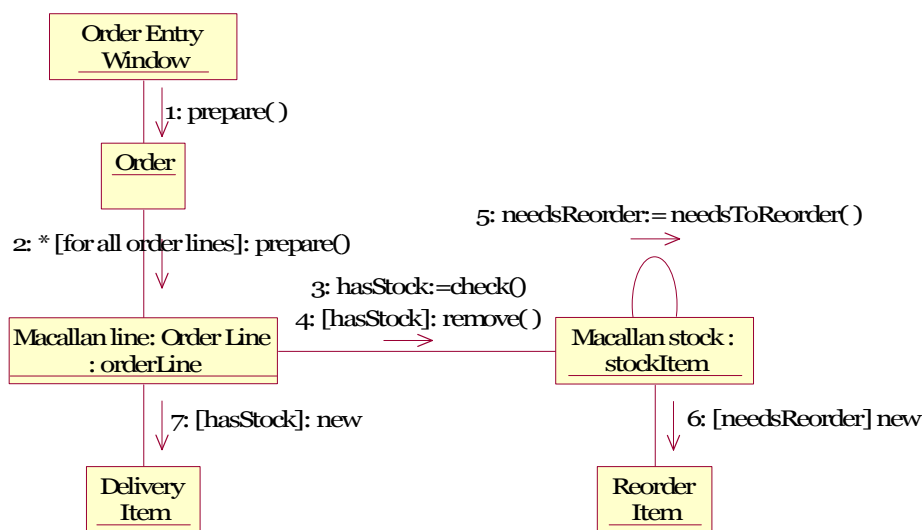 Order Entry
Window
1: prepare( )
Order
5: needsReorder:= needsToReorder( )
2: * [for all order lines]: prepare()
3: hasStock:=check()
4: [hasStock]: remove( )
Macallan line: Order Line
: orderLine
Macallan stock :
stockItem
7: [hasStock]: new
6: [needsReorder] new
Delivery
Item
Reorder
Item